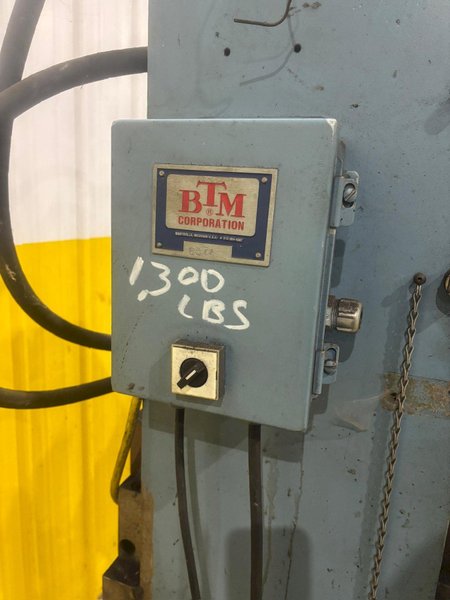 BTM
®
CORPORATION
1,300
LBS